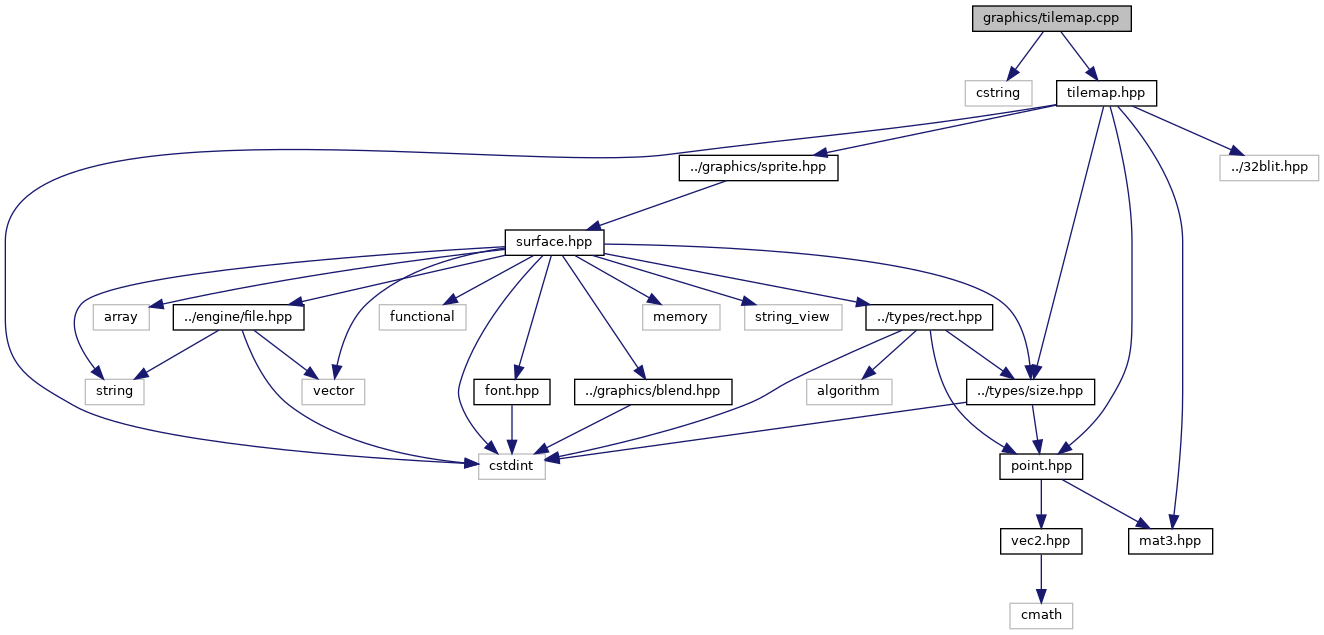 graphics/tilemap.cpp
cstring
tilemap.hpp
../graphics/sprite.hpp
../32blit.hpp
surface.hpp
array
../engine/file.hpp
functional
memory
string_view
../types/rect.hpp
string
vector
font.hpp
../graphics/blend.hpp
algorithm
../types/size.hpp
cstdint
point.hpp
vec2.hpp
mat3.hpp
cmath